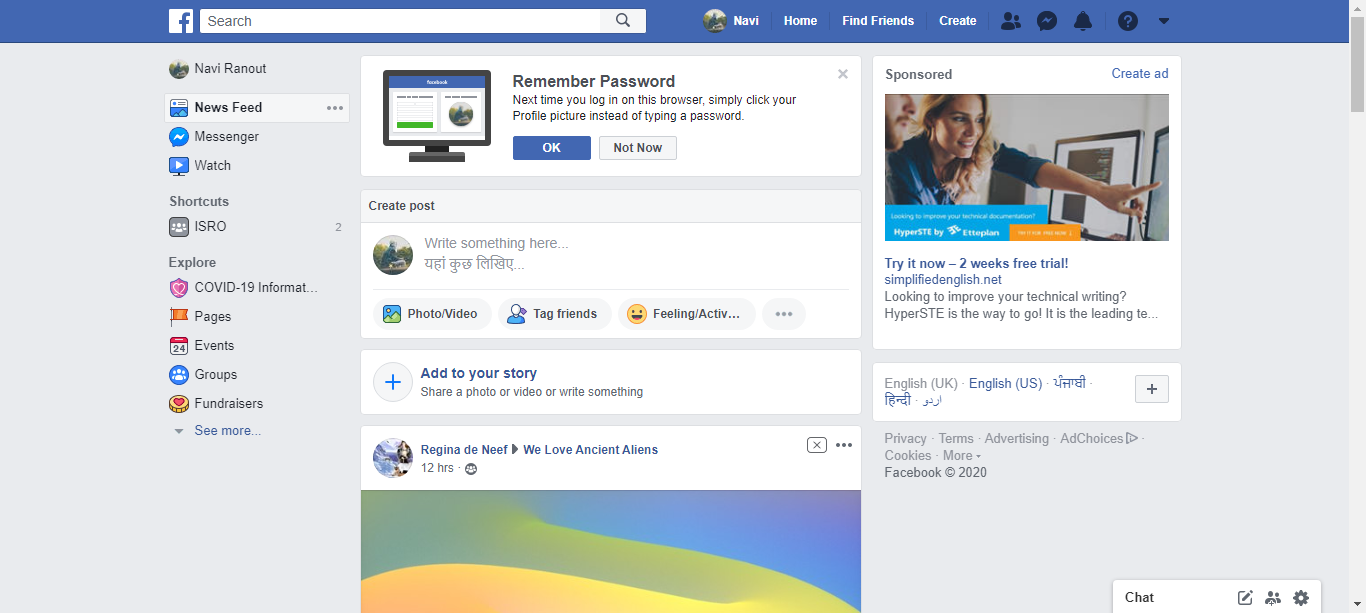 Search
Navi
Home
Find Friends
Create
Navi Ranout
News Feed
Messenger
Watch
Shortcuts
ISRO 2
Explore
COVID-19 Informat...
Pages
24 Events
Groups
Fundraisers
See more...
facebook
Remember Password
Next time you log in on this browser, simply click your
Profile picture instead of typing a password.
OK
Not Now
Create post
Write something here...
यहां कुछ लिखिए...
Photo/Video
Tag friends
Feeling/Activ...
Add to your story
Share a photo or video or write something
Regina de Neef We Love Ancient Aliens
12 hrs ·
Sponsored
Create ad
Looking to improve your technical documentation?
HyperSTE by Etteplan
TRY IT FOR FREE NOW
Try it now – 2 weeks free trial!
simplifiedenglish.net
Looking to improve your technical writing?
HyperSTE is the way to go! It is the leading te...
English (UK) · English (US) · ਪੰਜਾਬੀ ·
हिन्दी · اردو
Privacy · Terms · Advertising · AdChoices ·
Cookies · More
Facebook © 2020
Chat